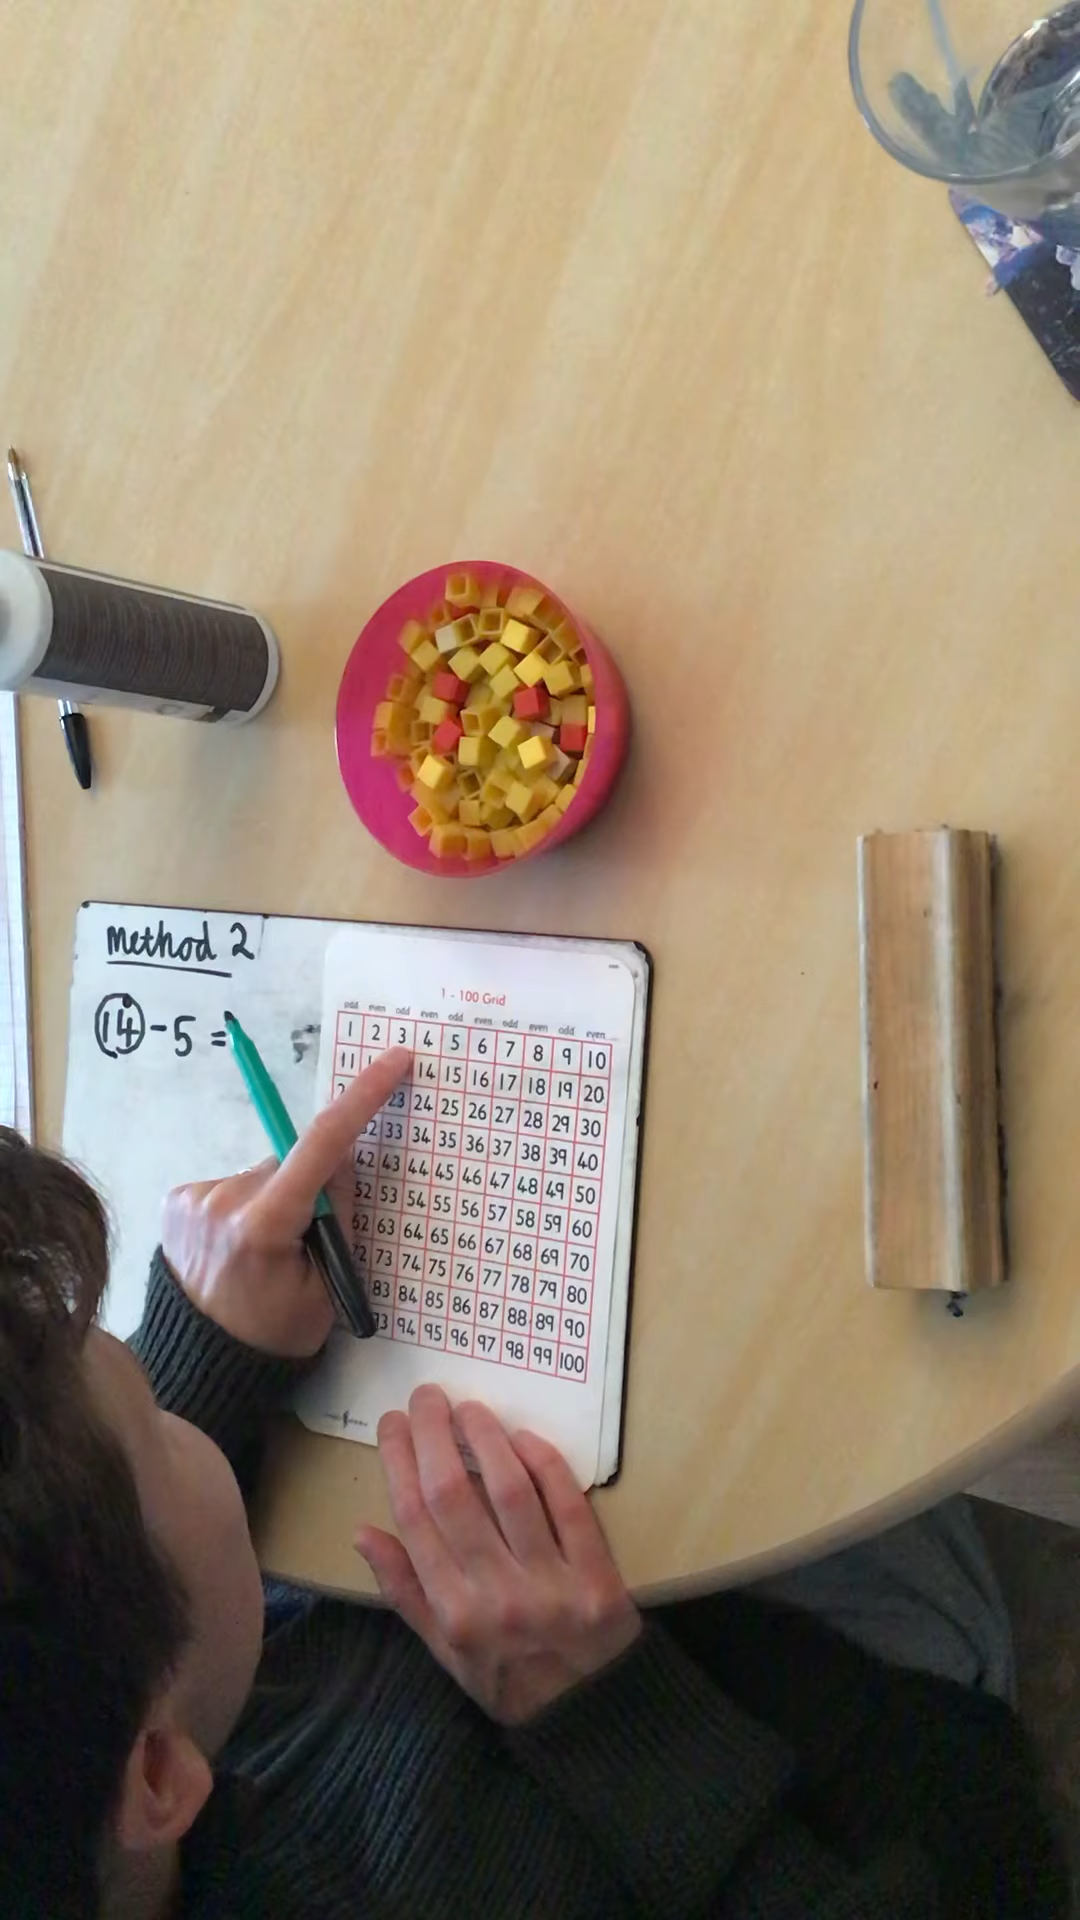 Method 2
14 - 5 =
1 - 100 Grid
odd even odd even odd even odd even odd even
1 2 3 4 5 6 7 8 9 10
11 14 15 16 17 18 19 20
23 24 25 26 27 28 29 30
32 33 34 35 36 37 38 39 40
42 43 44 45 46 47 48 49 50
52 53 54 55 56 57 58 59 60
62 63 64 65 66 67 68 69 70
72 73 74 75 76 77 78 79 80
83 84 85 86 87 88 89 90
93 94 95 96 97 98 99 100